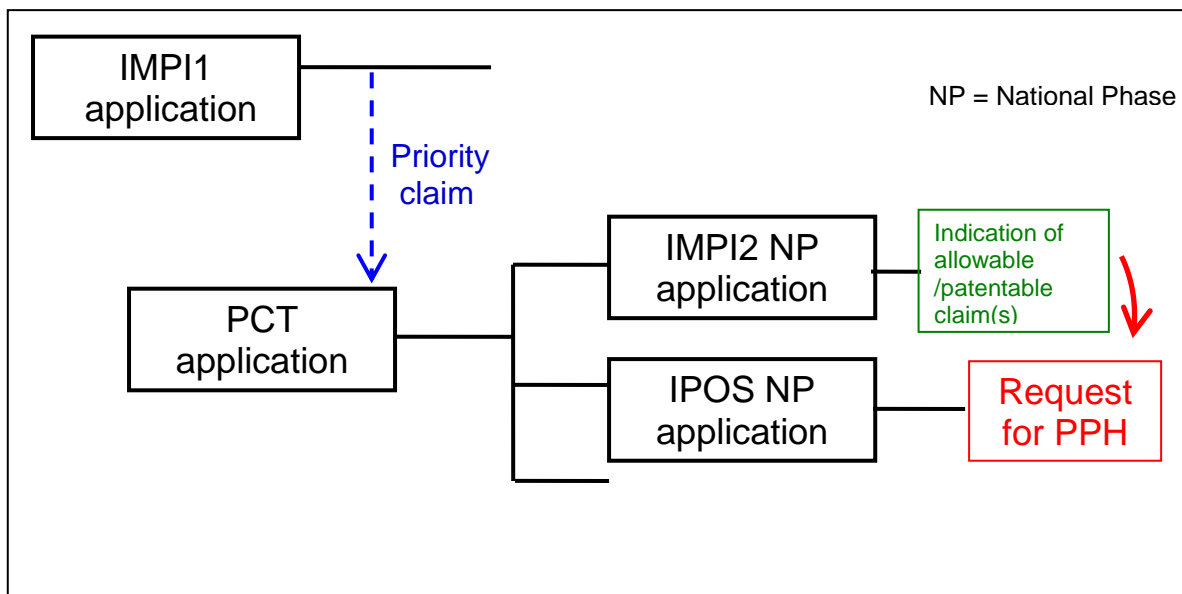 IMPI1
application
NP = National Phase
Priority
claim
IMPI2 NP
application
Indication of
allowable
/patentable
claim(s)
PCT
application
IPOS NP
application
Request
for PPH